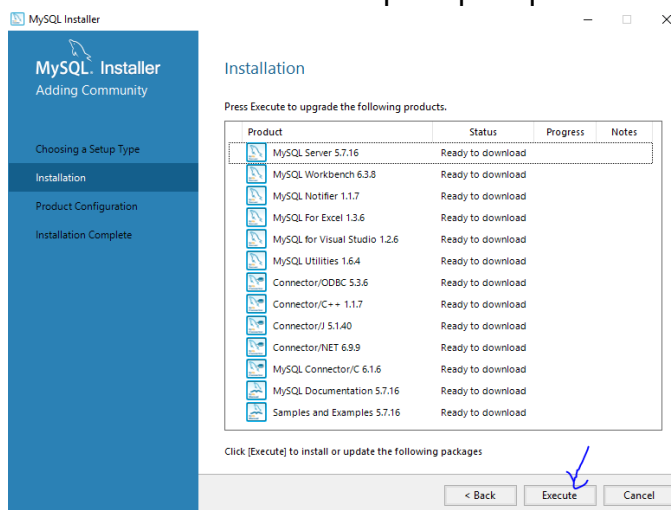 MySQL Installer
MySQL. Installer
Adding Community
Choosing a Setup Type
Installation
Product Configuration
Installation Complete
Installation
Press Execute to upgrade the following products.
Product Status Progress Notes
MySQL Server 5.7.16 Ready to download
MySQL Workbench 6.3.8 Ready to download
MySQL Notifier 1.1.7 Ready to download
MySQL For Excel 1.3.6 Ready to download
MySQL for Visual Studio 1.2.6 Ready to download
MySQL Utilities 1.6.4 Ready to download
Connector/ODBC 5.3.6 Ready to download
Connector/C++ 1.1.7 Ready to download
Connector/J 5.1.40 Ready to download
Connector/NET 6.9.9 Ready to download
MySQL Connector/C 6.1.6 Ready to download
MySQL Documentation 5.7.16 Ready to download
Samples and Examples 5.7.16 Ready to download
Click [Execute] to install or update the following packages
< Back Execute Cancel